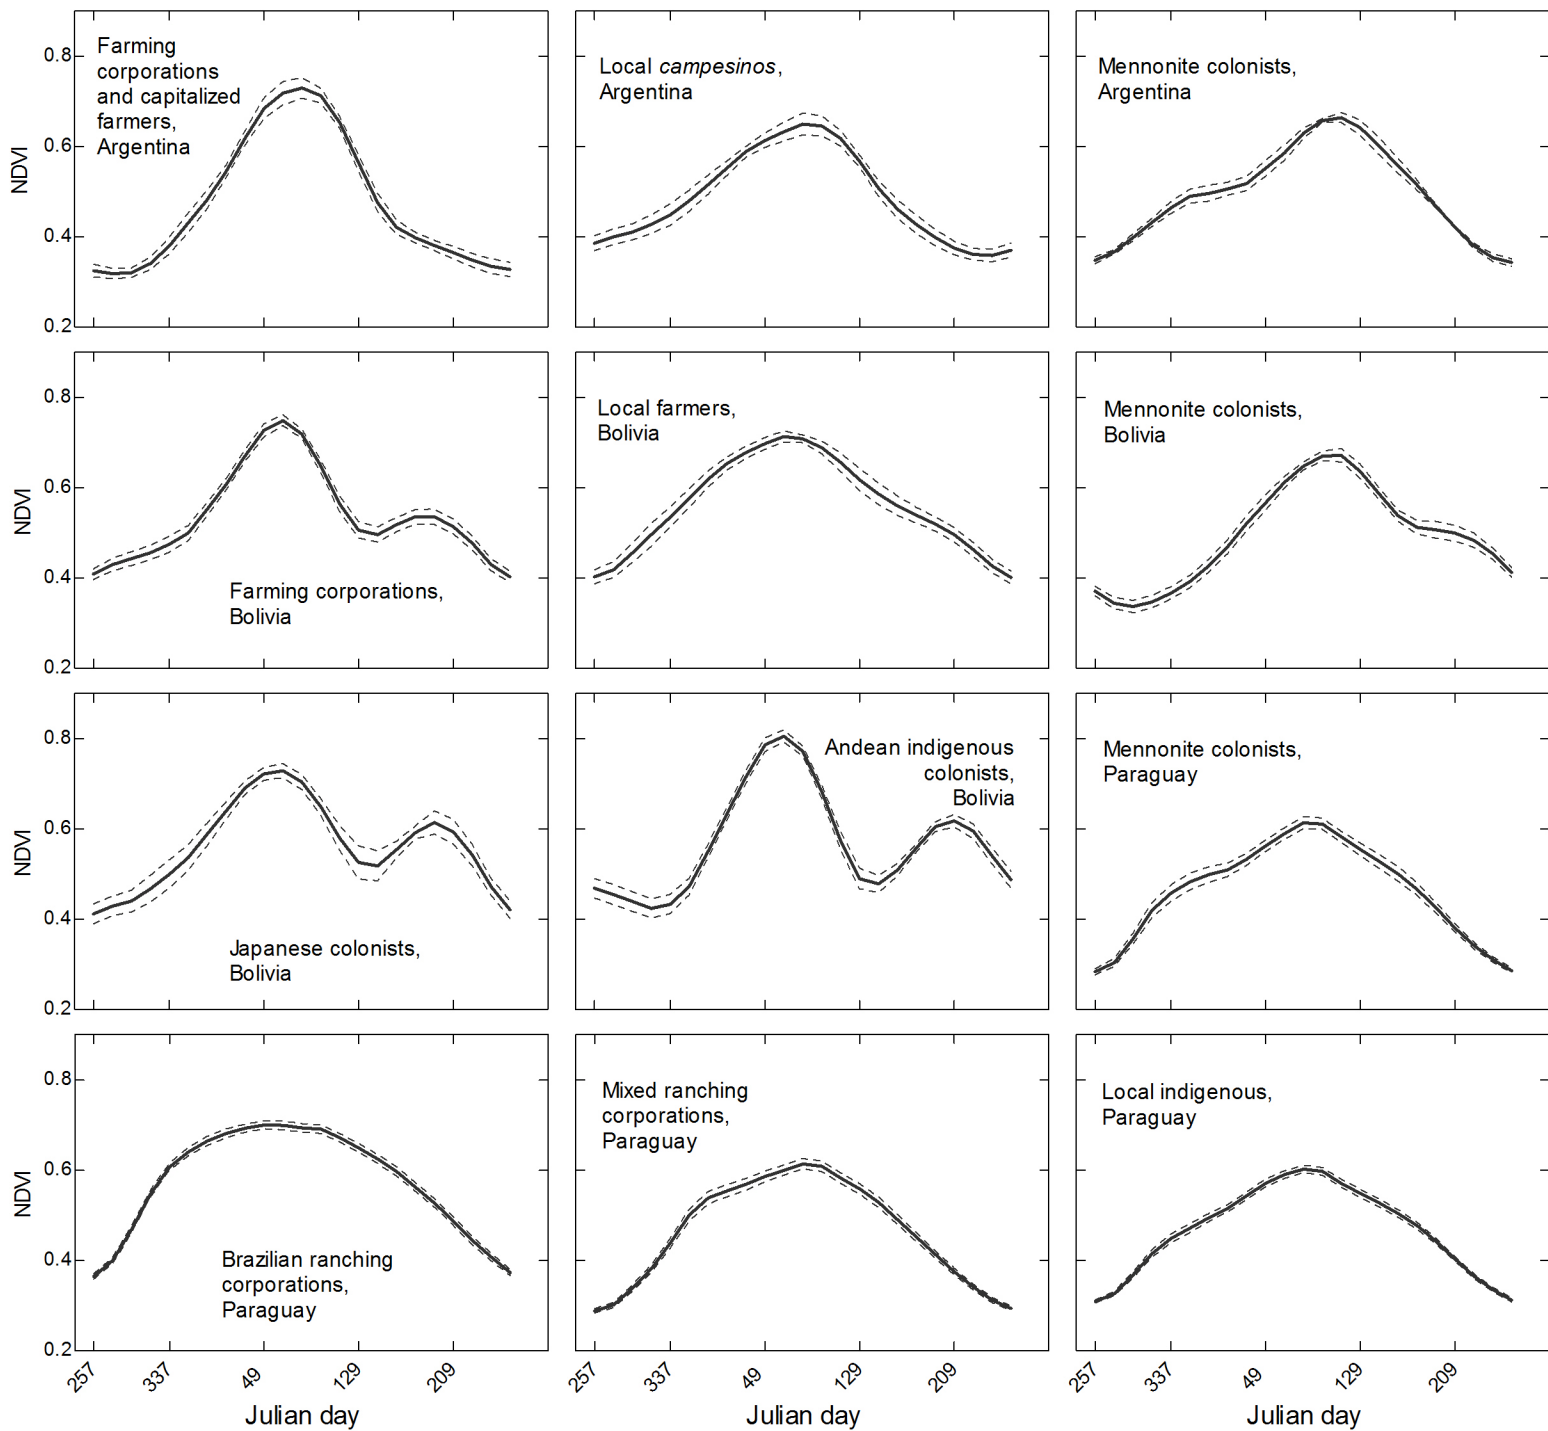 Farming
corporations
and capitalized
farmers,
Argentina
Local campesinos,
Argentina
Mennonite colonists,
Argentina
NDVI
0.8
0.6
0.4
0.2
Farming corporations,
Bolivia
Local farmers,
Bolivia
Mennonite colonists,
Bolivia
NDVI
0.8
0.6
0.4
0.2
Japanese colonists,
Bolivia
Andean indigenous
colonists,
Bolivia
Mennonite colonists,
Paraguay
NDVI
0.8
0.6
0.4
0.2
Brazilian ranching
corporations,
Paraguay
Mixed ranching
corporations,
Paraguay
Local indigenous,
Paraguay
NDVI
0.8
0.6
0.4
0.2
257 337 49 129 209
257 337 49 129 209
257 337 49 129 209
Julian day
Julian day
Julian day